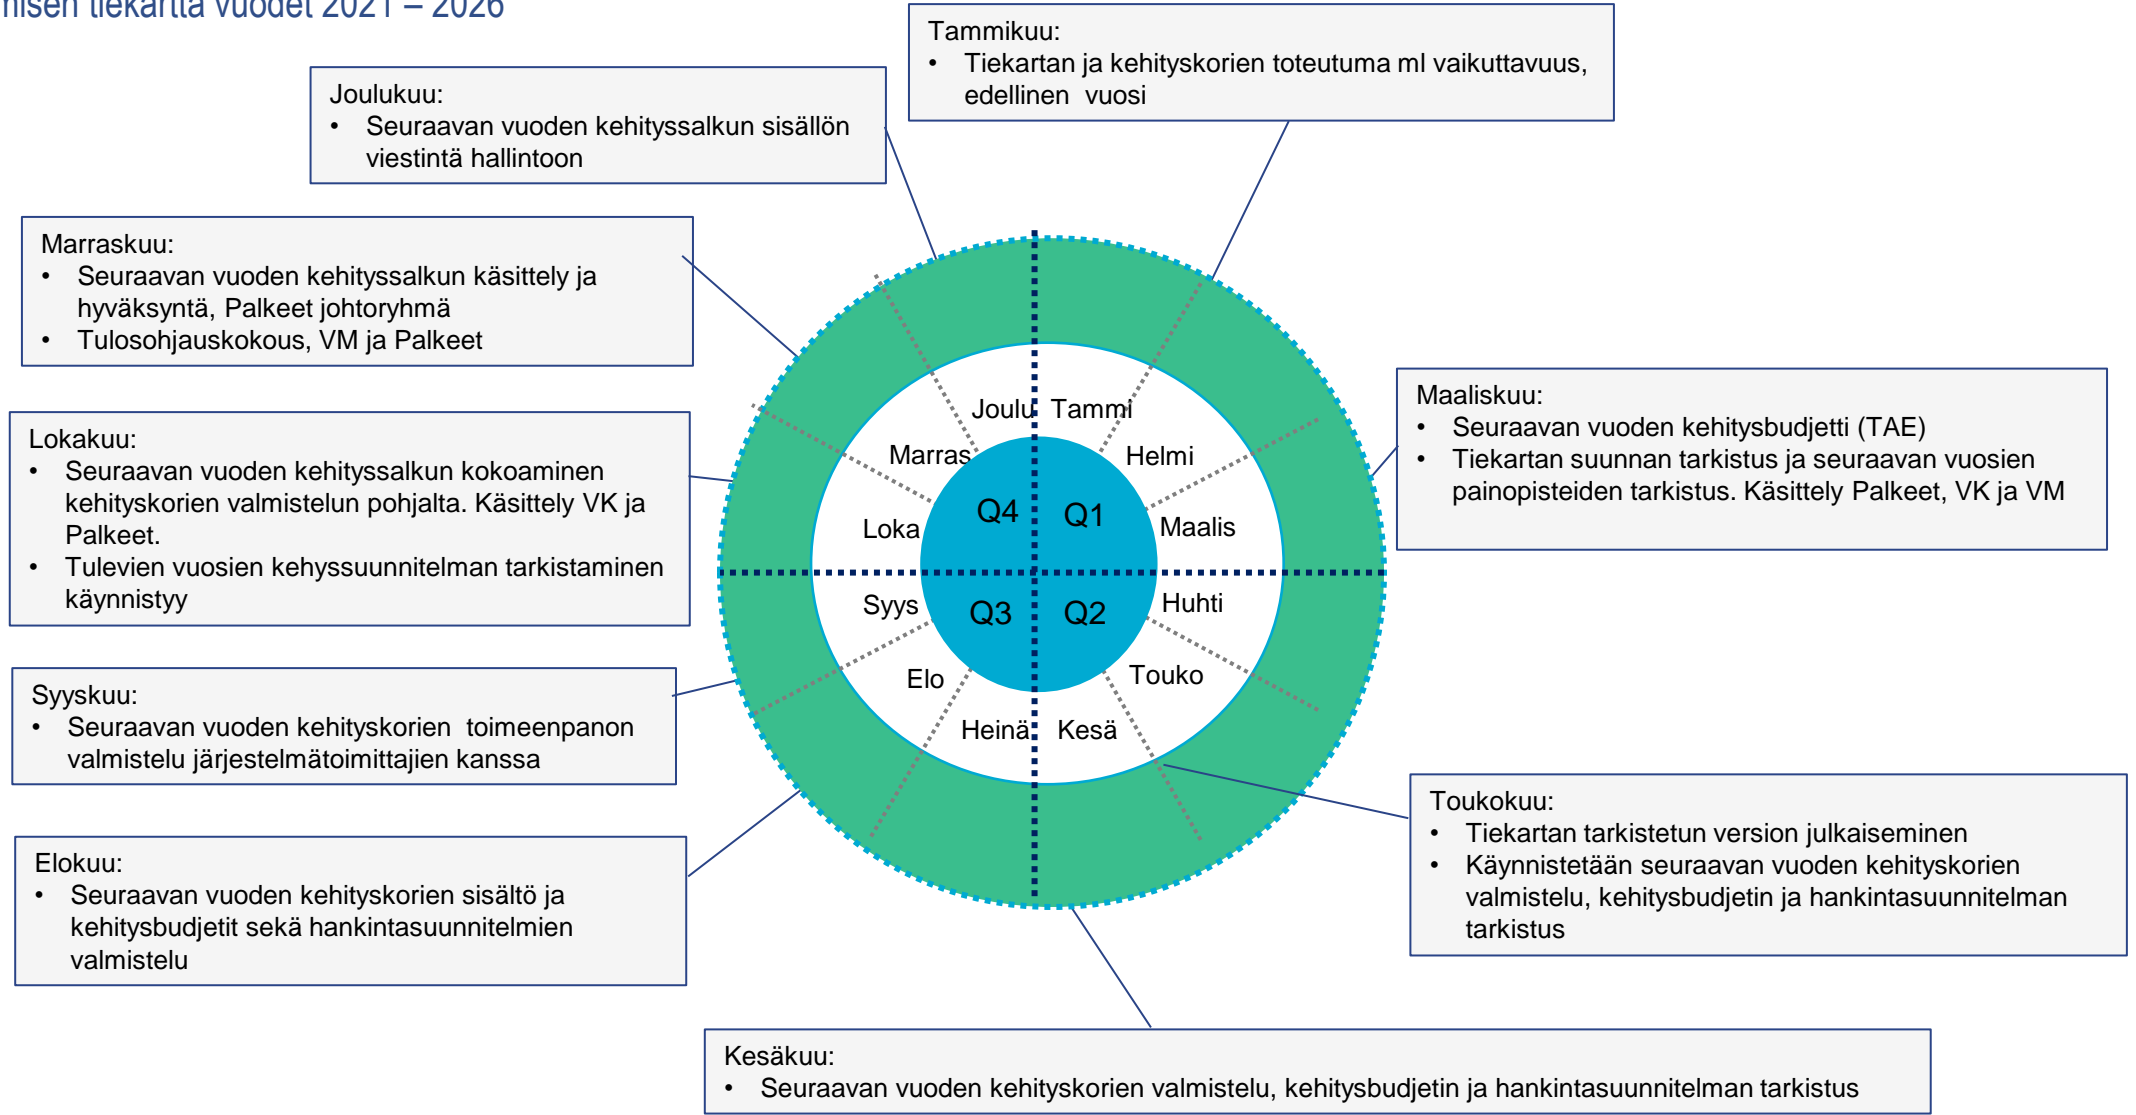 tiekartta vuodet 2021 – 2026
Tammikuu:
• Tiekartan ja kehityskorien toteutuma ml vaikuttavuus,
edellinen vuosi
Joulukuu:
• Seuraavan vuoden kehityssalkun sisällön
viestintä hallintoon
Marraskuu:
• Seuraavan vuoden kehityssalkun käsittely ja
hyväksyntä, Palkeet johtoryhmä
• Tulosohjauskokous, VM ja Palkeet
Lokakuu:
• Seuraavan vuoden kehityssalkun kokoaminen
kehityskorien valmistelun pohjalta. Käsittely VK ja
Palkeet.
• Tulevien vuosien kehyssuunnitelman tarkistaminen
käynnistyy
Syyskuu:
• Seuraavan vuoden kehityskorien toimeenpanon
valmistelu järjestelmätoimittajien kanssa
Elokuu:
• Seuraavan vuoden kehityskorien sisältö ja
kehitysbudjetit sekä hankintasuunnitelmien
valmistelu
Joulu Tammi
Marras Helmi
Q4 Q1
Loka Maalis
Syys Q3 Q2 Huhti
Elo Touko
Heinä Kesä
Maaliskuu:
• Seuraavan vuoden kehitysbudjetti (TAE)
• Tiekartan suunnan tarkistus ja seuraavan vuosien
painopisteiden tarkistus. Käsittely Palkeet, VK ja VM
Toukokuu:
• Tiekartan tarkistetun version julkaiseminen
• Käynnistetään seuraavan vuoden kehityskorien
valmistelu, kehitysbudjetin ja hankintasuunnitelman
tarkistus
Kesäkuu:
• Seuraavan vuoden kehityskorien valmistelu, kehitysbudjetin ja hankintasuunnitelman tarkistus